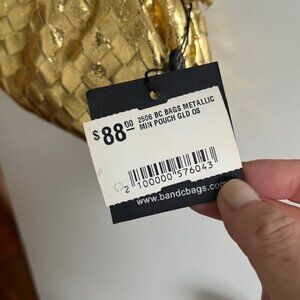 $88.00
2506 BC BAGS METALLIC
MIN POUCH GLD OS
2 100000 576043
www.bandcbags.com